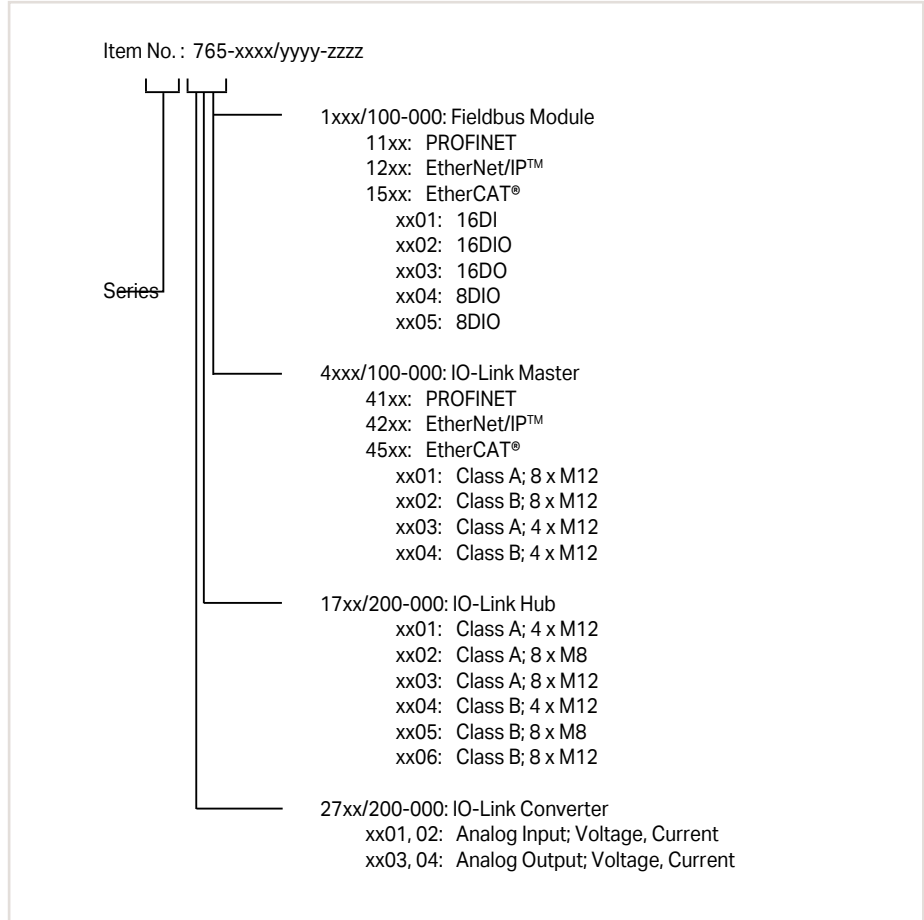 Item No. : 765-xxxx/yyyy-zzzz
1xxx/100-000: Fieldbus Module
11xx: PROFINET
12xx: EtherNet/IP™
15xx: EtherCAT®
xx01: 16DI
xx02: 16DIO
xx03: 16DO
Series
xx04: 8DIO
xx05: 8DIO
4xxx/100-000: IO-Link Master
41xx: PROFINET
42xx: EtherNet/IP™
45xx: EtherCAT®
xx01: Class A; 8 x M12
xx02: Class B; 8 x M12
xx03: Class A; 4 x M12
xx04: Class B; 4 x M12
17xx/200-000: IO-Link Hub
xx01: Class A; 4 x M12
xx02: Class A; 8 x M8
xx03: Class A; 8 x M12
xx04: Class B; 4 x M12
xx05: Class B; 8 x M8
xx06: Class B; 8 x M12
27xx/200-000: IO-Link Converter
xx01, 02: Analog Input; Voltage, Current
xx03, 04: Analog Output; Voltage, Current